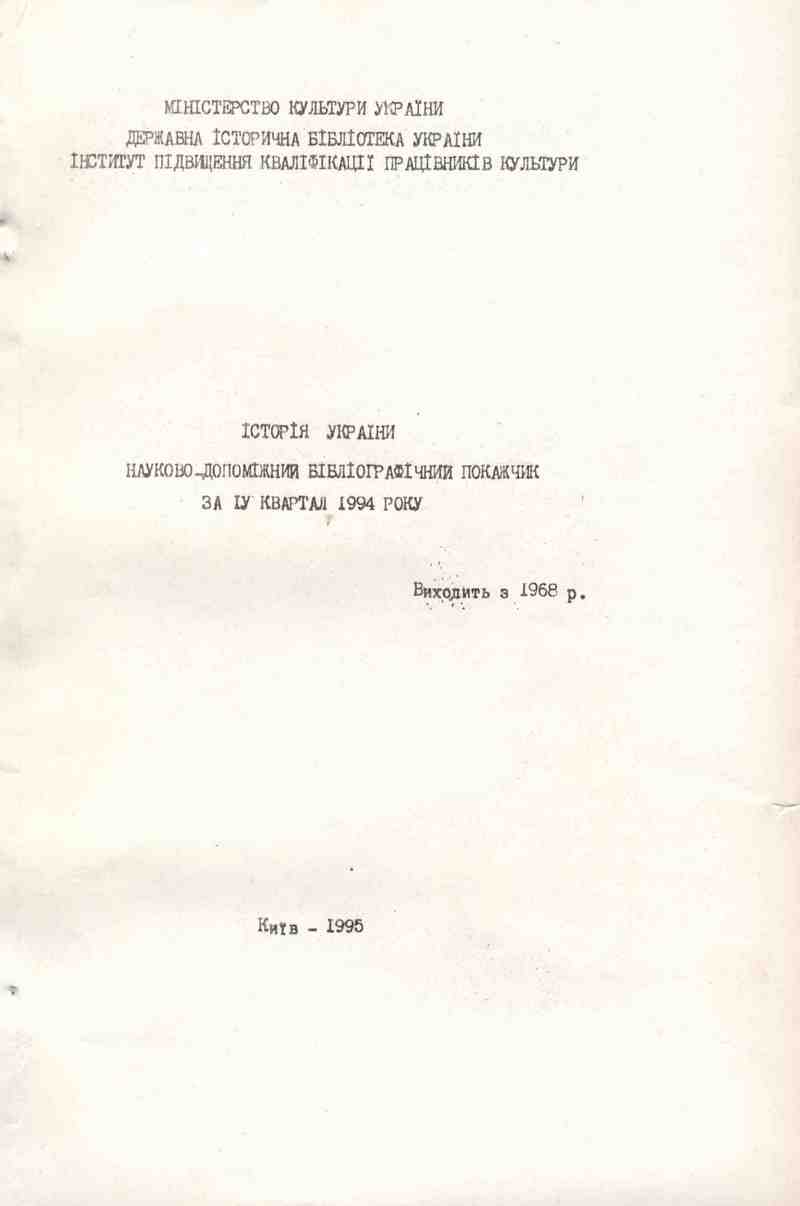 МІНІСТЕРСТВО КУЛЬТУРИ УКРАЇНИ
ДЕРЖАВНА ІСТОРИЧНА БІБЛІОТЕКА УКРАЇНИ
ІНСТИТУТ ПІДВИЩЕННЯ КВАЛІФІКАЦІЇ ПРАЦІВНИКІВ КУЛЬТУРИ
ІСТОРІЯ УКРАЇНИ
НАУКОВО-ДОПОМІЖНИЙ БІБЛІОГРАФІЧНИЙ ПОКАЖЧИК
ЗА ІУ КВАРТАЛ 1994 РОКУ
Виходить з 1968 р.
Київ - 1995